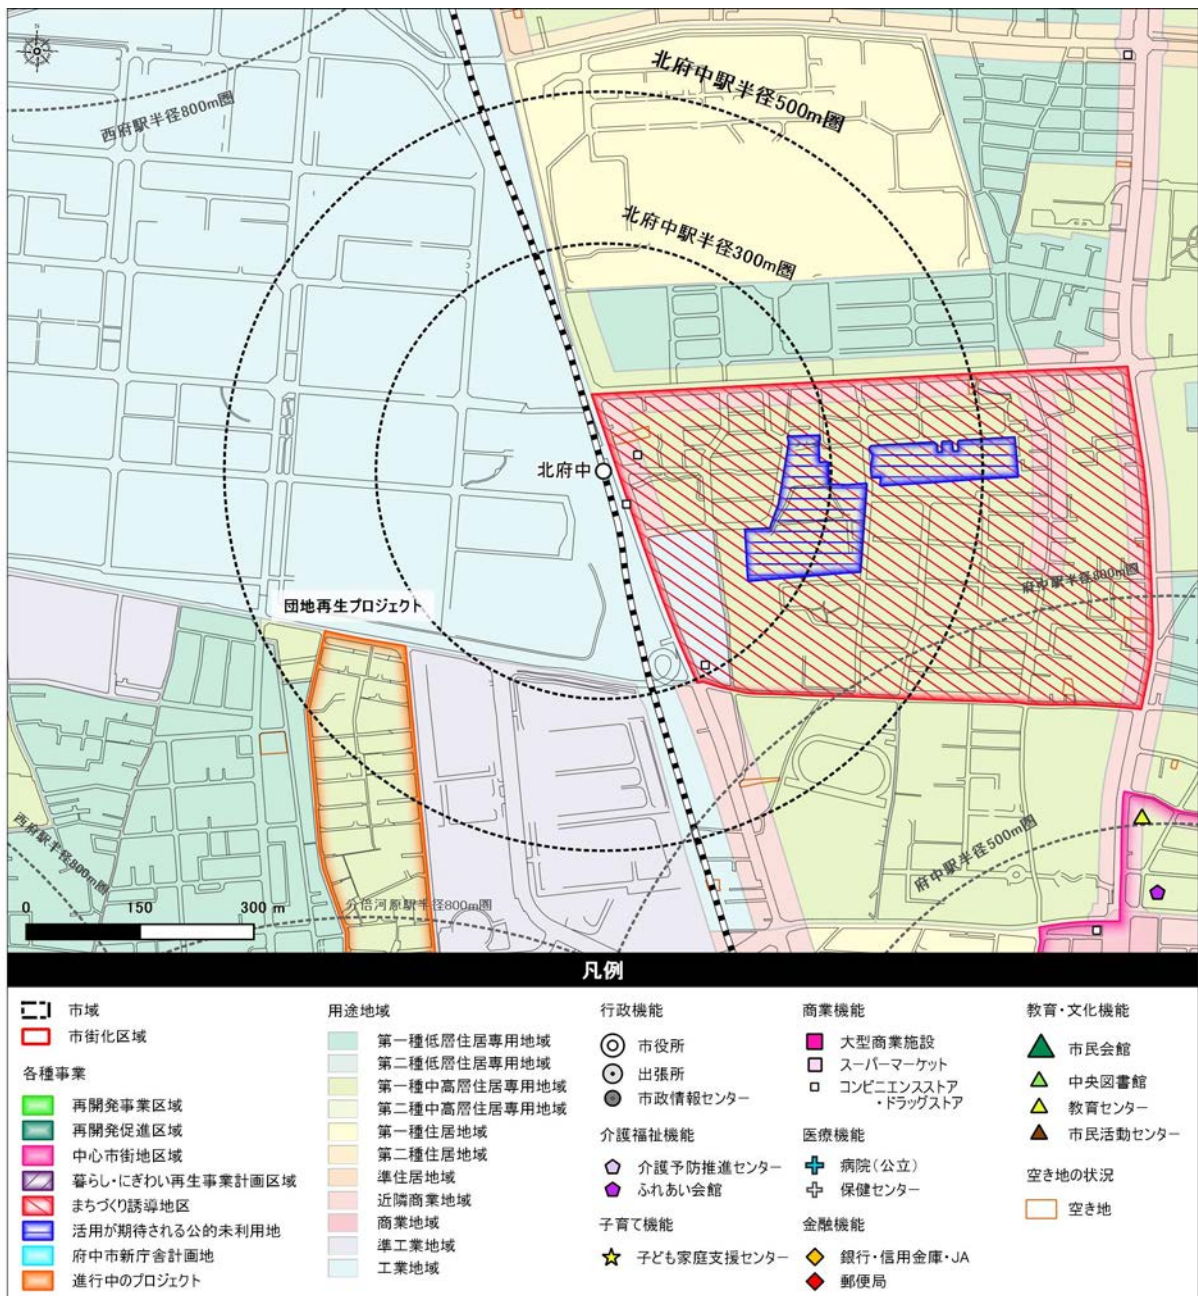 N
北府中駅半径500m圏
西府駅半径800m圏
北府中駅半径300m圏
北府中
府中駅半径800m圏
団地再生プロジェクト
西府駅半径800m圏
府中駅半径500m圏
分倍河原駅半径800m圏
0 150 300 m
凡例
市域
市街化区域
各種事業
再開発事業区域
再開発促進区域
中心市街地区域
暮らし・にぎわい再生事業計画区域
まちづくり誘導地区
活用が期待される公的未利用地
府中市新庁舎計画地
進行中のプロジェクト
用途地域
第一種低層住居専用地域
第二種低層住居専用地域
第一種中高層住居専用地域
第二種中高層住居専用地域
第一種住居地域
第二種住居地域
準住居地域
近隣商業地域
商業地域
準工業地域
工業地域
行政機能
市役所
出張所
市政情報センター
介護福祉機能
介護予防推進センター
ふれあい会館
子育て機能
子ども家庭支援センター
商業機能
大型商業施設
スーパーマーケット
コンビニエンスストア
・ドラッグストア
医療機能
病院(公立)
保健センター
金融機能
銀行・信用金庫・JA
郵便局
教育・文化機能
市民会館
中央図書館
教育センター
市民活動センター
空き地の状況
空き地